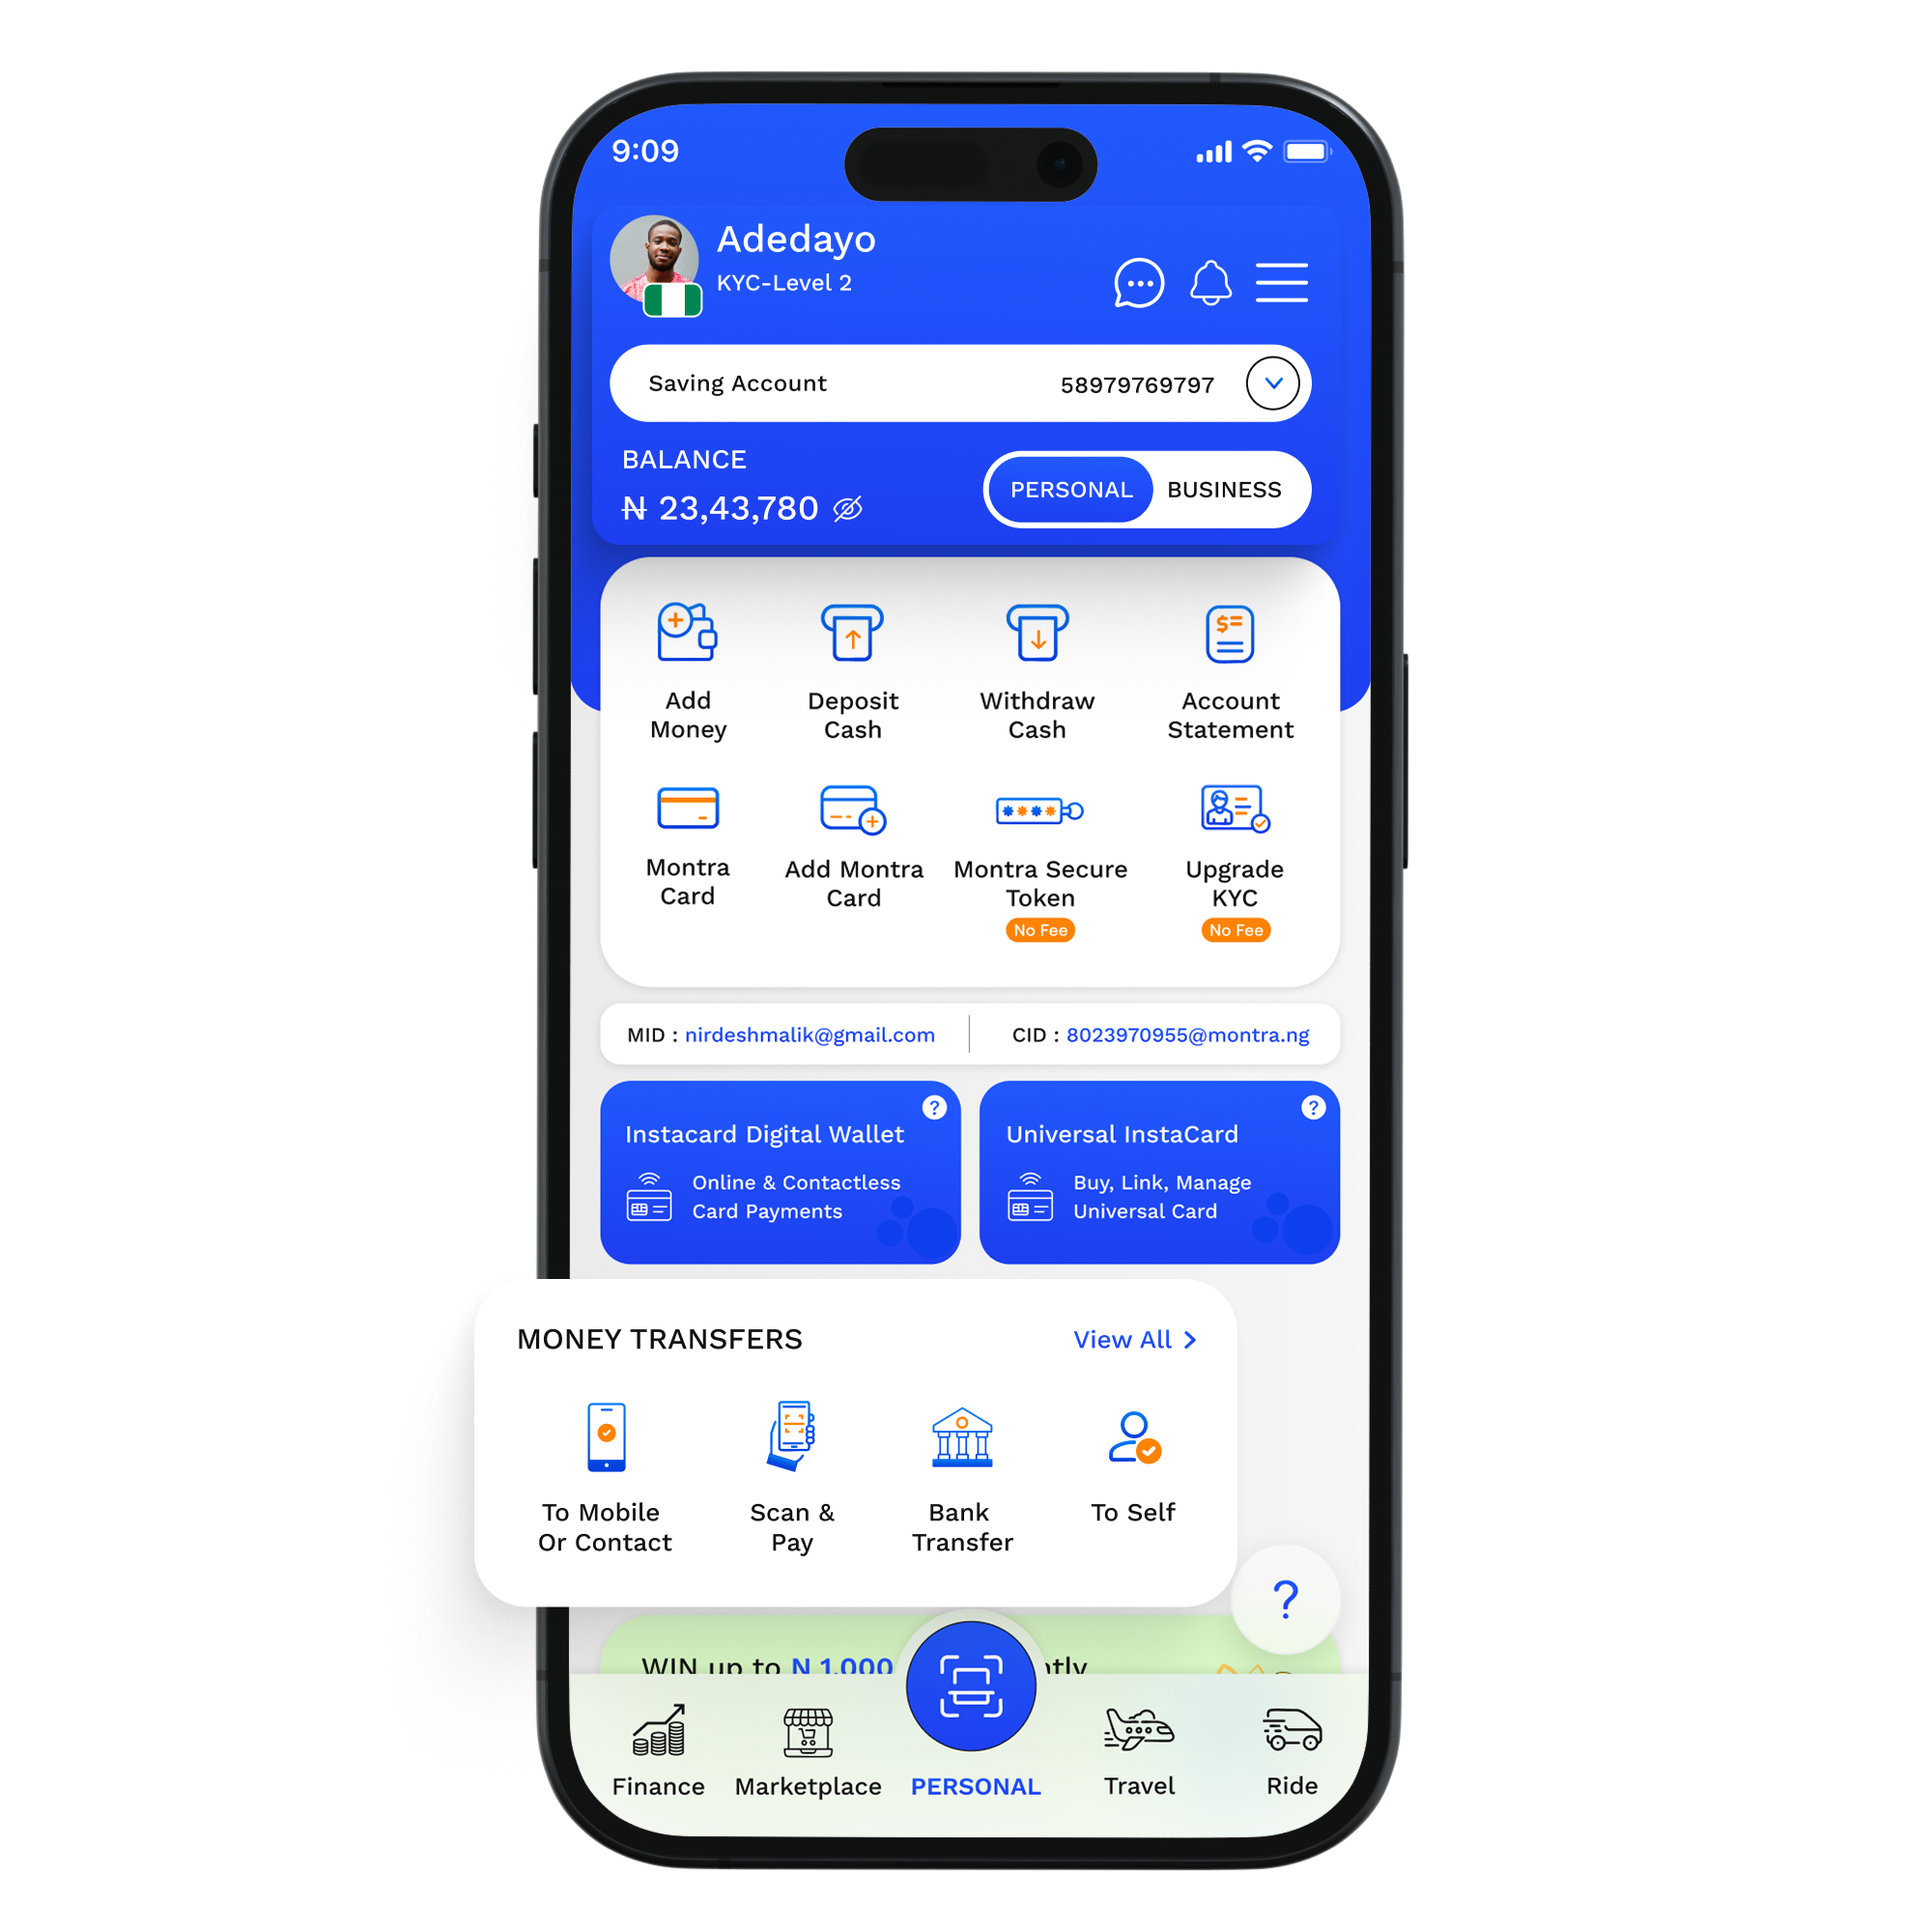 9:09
Adedayo
KYC-Level 2
Saving Account 58979769797
BALANCE
₦ 23,43,780
PERSONAL BUSINESS
Add Money
Deposit Cash
Withdraw Cash
Account Statement
Montra Card
Add Montra Card
Montra Secure Token
No Fee
Upgrade KYC
No Fee
MID : nirdeshmalik@gmail.com
CID : 8023970955@montra.ng
Instacard Digital Wallet ?
Online & Contactless
Card Payments
Universal InstaCard ?
Buy, Link, Manage
Universal Card
MONEY TRANSFERS View All >
To Mobile
Or Contact
Scan &
Pay
Bank
Transfer
To Self
?
WIN up to N 1,000
Finance
Marketplace
PERSONAL
Travel
Ride